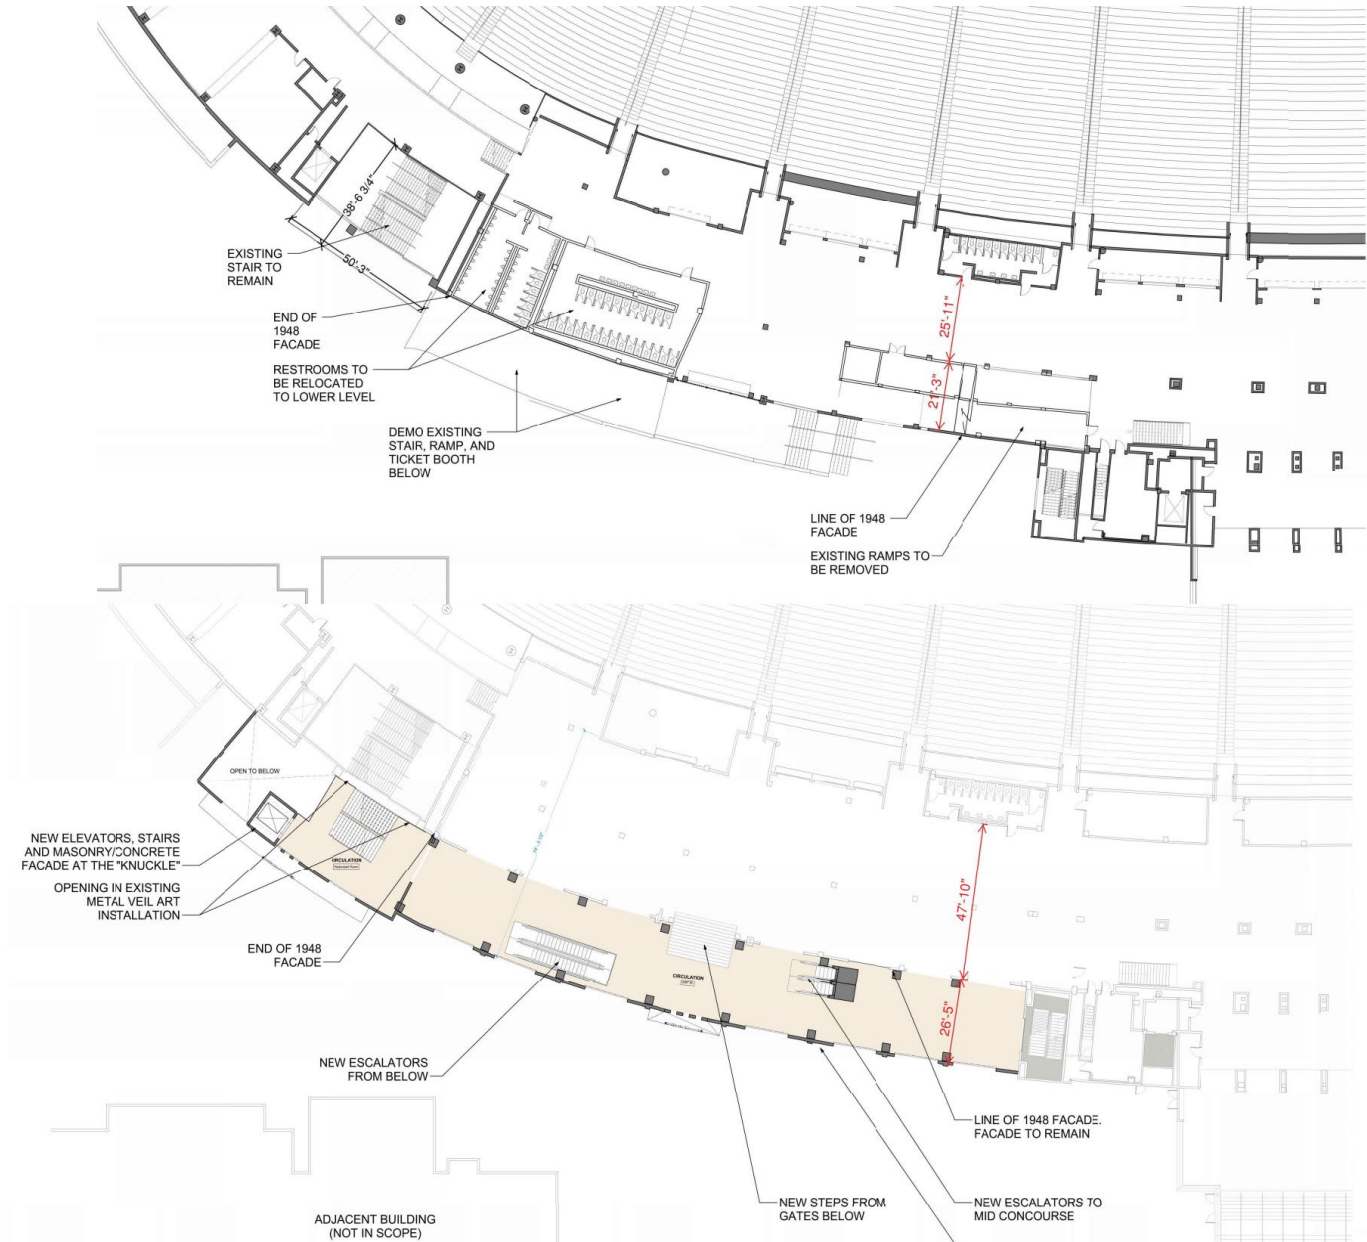 38'-6 3/4"
EXISTING
STAIR TO
REMAIN
50'-3"
END OF
1948
FACADE
RESTROOMS TO
BE RELOCATED
TO LOWER LEVEL
DEMO EXISTING
STAIR, RAMP, AND
TICKET BOOTH
BELOW
25'-11"
21'-3"
LINE OF 1948
FACADE
EXISTING RAMPS TO
BE REMOVED
OPEN TO BELOW
NEW ELEVATORS, STAIRS
AND MASONRY/CONCRETE
FACADE AT THE "KNUCKLE"
CIRCULATION
OPENING IN EXISTING
METAL VEIL ART
INSTALLATION
END OF 1948
FACADE
47'-10"
CIRCULATION
26'-5"
NEW ESCALATORS
FROM BELOW
LINE OF 1948 FACADE.
FACADE TO REMAIN
NEW STEPS FROM
GATES BELOW
NEW ESCALATORS TO
MID CONCOURSE
ADJACENT BUILDING
(NOT IN SCOPE)